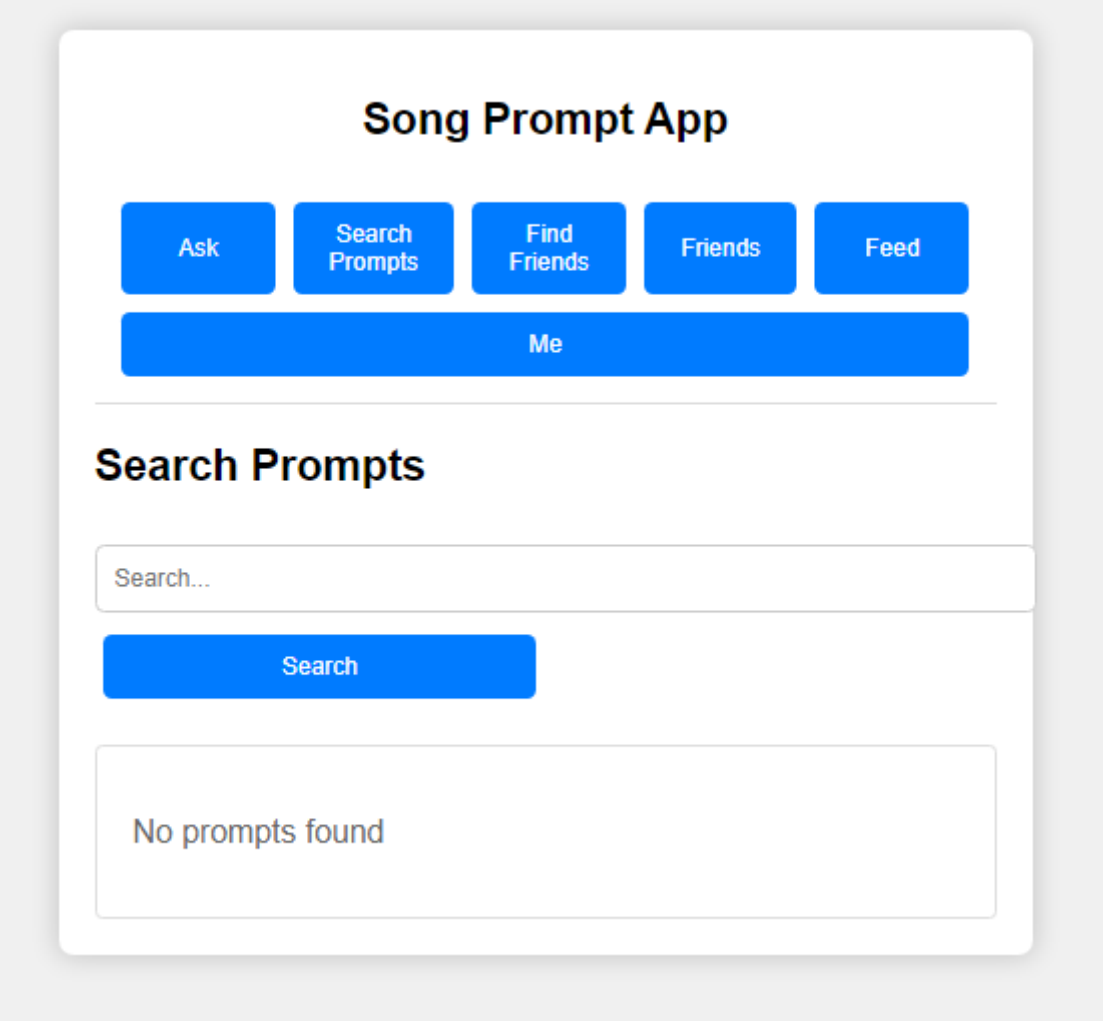 Song Prompt App
Ask
Search
Prompts
Find
Friends
Friends
Feed
Me
Search Prompts
Search...
Search
No prompts found